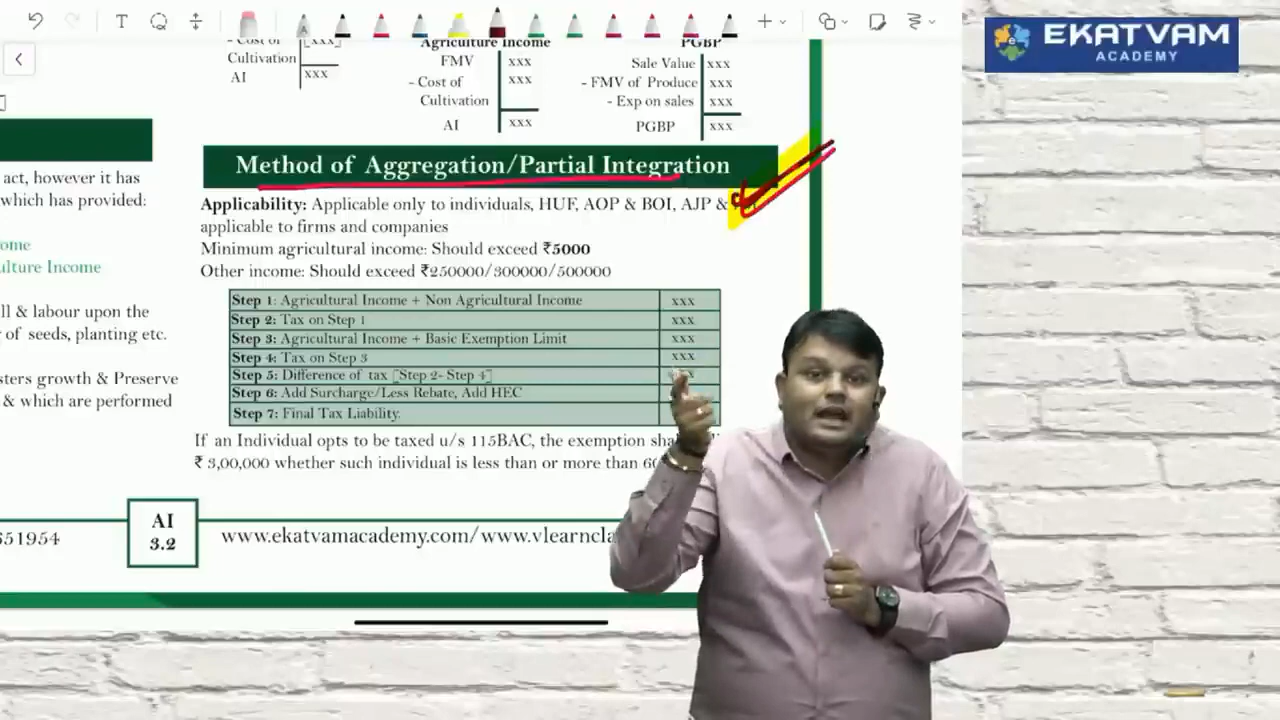 EKATVAM
ACADEMY
T
- Cost of [xxx]
Cultivation
AI xxx
Agriculture Income
FMV xxx
- Cost of xxx
Cultivation
AI xxx
PGBP
Sale Value xxx
- FMV of Produce xxx
- Exp on sales xxx
PGBP xxx
act, however it has
which has provided:
ome
ulture Income
ll & labour upon the
of seeds, planting etc.
sters growth & Preserve
& which are performed
Method of Aggregation/Partial Integration
Applicability: Applicable only to individuals, HUF, AOP & BOI, AJP &
applicable to firms and companies
Minimum agricultural income: Should exceed ₹5000
Other income: Should exceed ₹250000/300000/500000
Step 1: Agricultural Income + Non Agricultural Income xxx
Step 2: Tax on Step 1 xxx
Step 3: Agricultural Income + Basic Exemption Limit xxx
Step 4: Tax on Step 3 xxx
Step 5: Difference of tax [Step 2- Step 4]
Step 6: Add Surcharge/Less Rebate, Add HEC
Step 7: Final Tax Liability.
If an Individual opts to be taxed u/s 115BAC, the exemption
₹ 3,00,000 whether such individual is less than or more than
651954
AI
3.2
www.ekatvamacademy.com/www.vlearncla